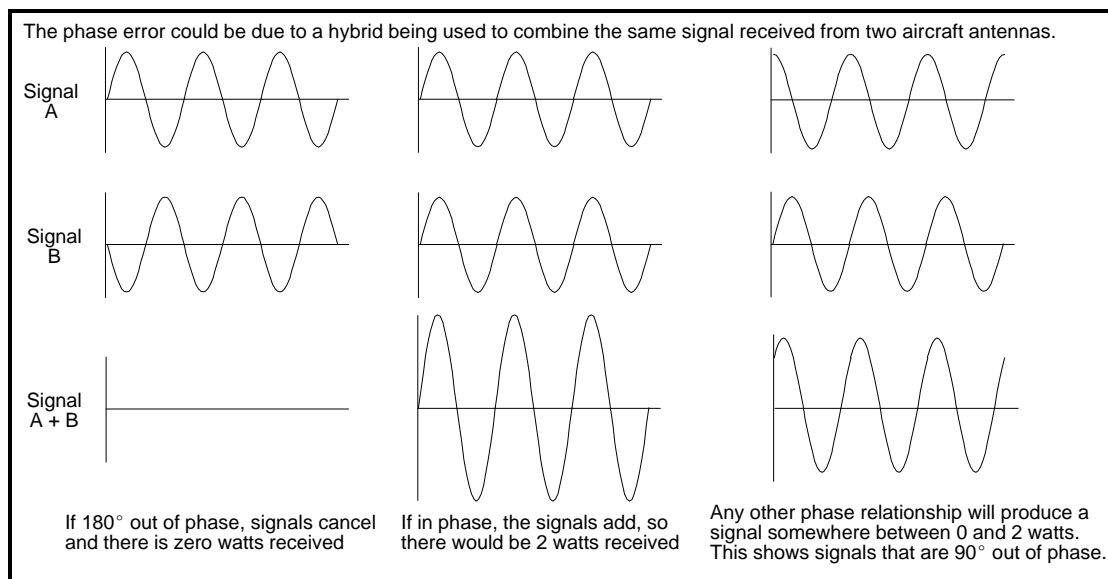 The phase error could be due to a hybrid being used to combine the same signal received from two aircraft antennas.
Signal
A
Signal
B
Signal
A + B
If 180° out of phase, signals cancel
and there is zero watts received
If in phase, the signals add, so
there would be 2 watts received
Any other phase relationship will produce a
signal somewhere between 0 and 2 watts.
This shows signals that are 90° out of phase.